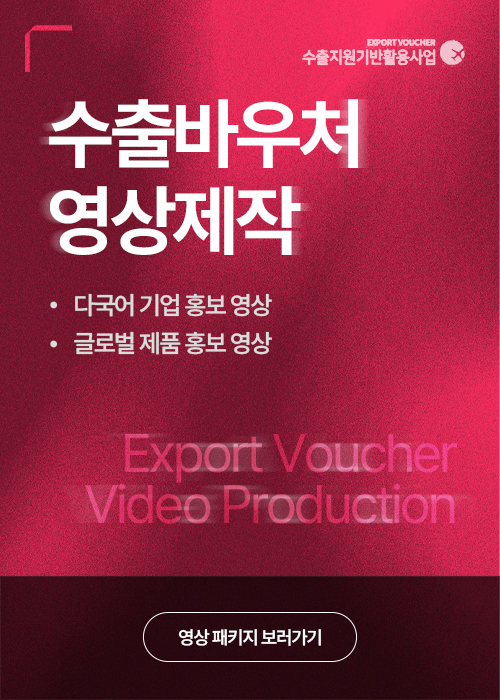 EXPORT VOUCHER
수출지원기반활용사업
수출바우처
영상제작
• 다국어 기업 홍보 영상
• 글로벌 제품 홍보 영상
Export Voucher
Video Production
영상 패키지 보러가기